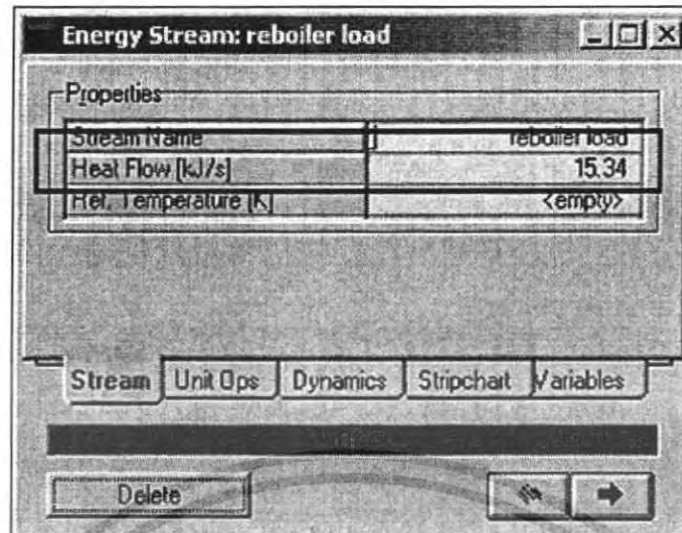 Energy Stream: reboiler load
Properties
Stream Name reboiler load
Heat Flow [kJ/s] 15.34
Ref. Temperature [K] <empty>
Stream Unit Ops Dynamics Stripchart Variables
Delete